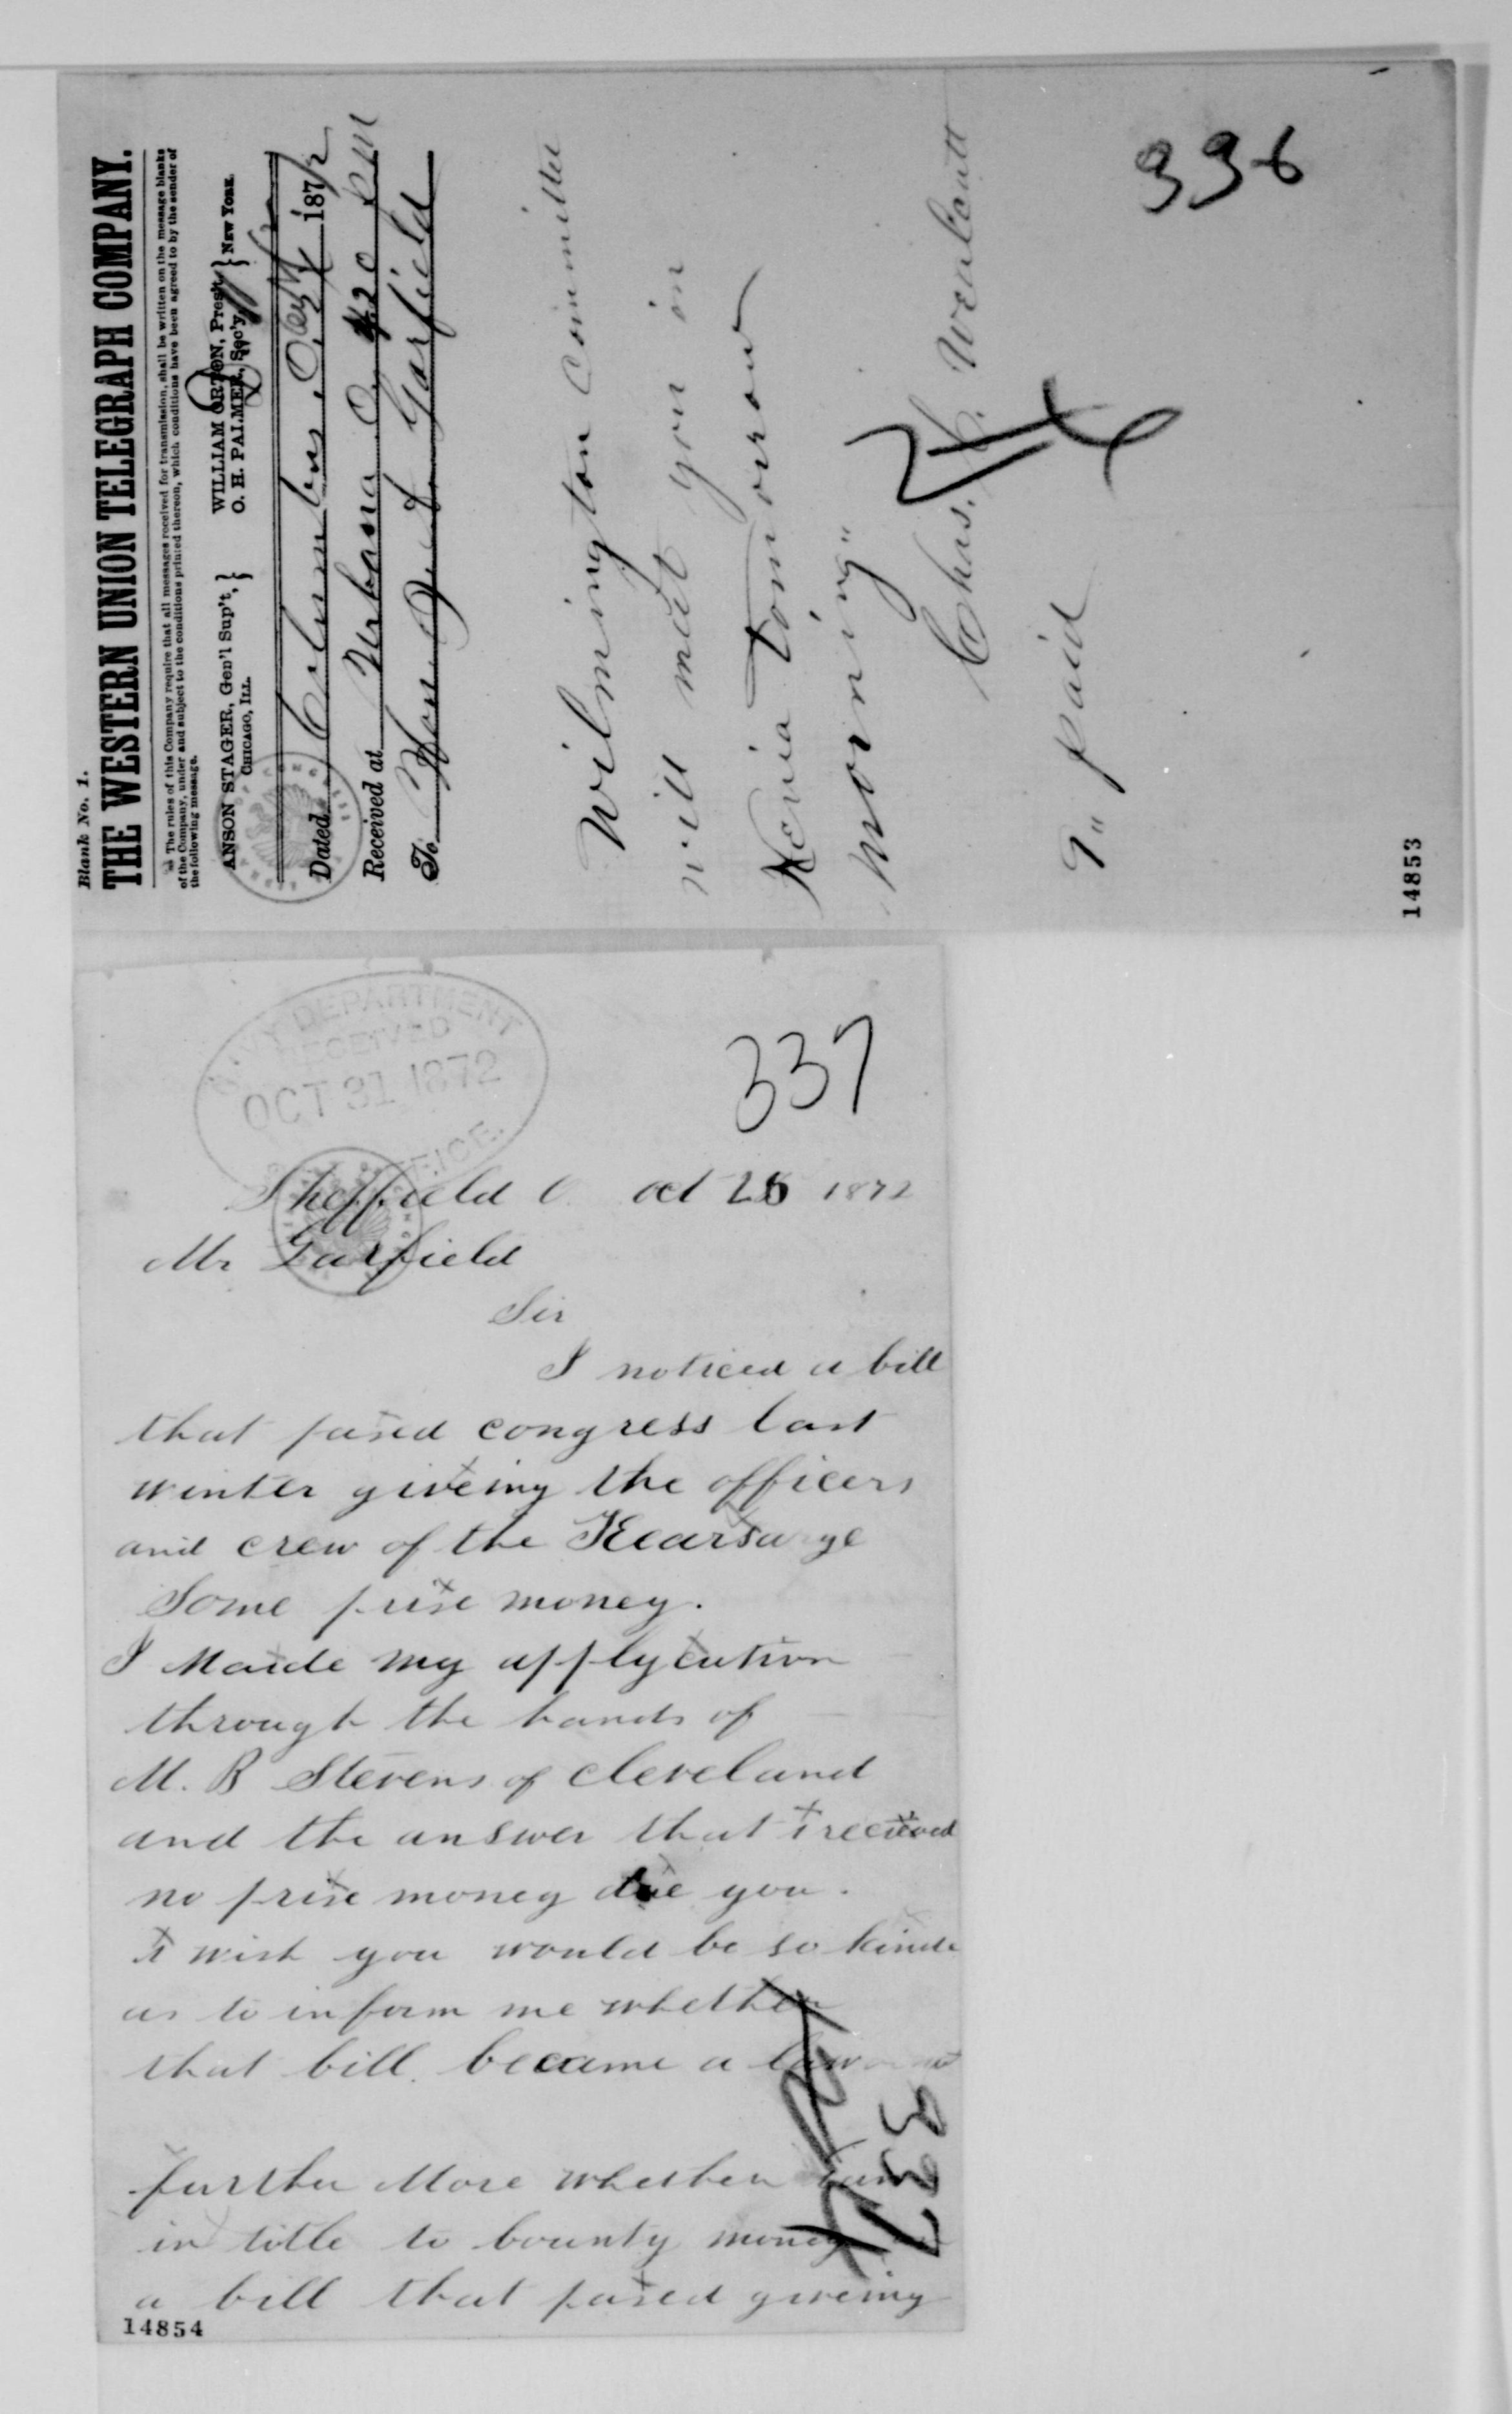 Blank No. 1.
THE WESTERN UNION TELEGRAPH COMPANY.
The rules of this Company require that all messages received for transmission, shall be written on the message blanks
of the Company, under and subject to the conditions printed thereon, which conditions have been agreed to by the sender of
the following message.
ANSON STAGER, Gen'l Sup't, CHICAGO, ILL.
WILLIAM ORTON, Pres't, O. H. PALMER, Sec'y, NEW YORK.
Dated Columbus, O. 24 1872
Received at Urbana O 420 PM
To Hon Garfield
Wilmington Committee
will meet you in
Xenia tomorrow
morning"
Chas.
9" paid
336
14853
NAVY DEPARTMENT
RECEIVED
OCT 31 1872
337
Sheffield O. oct 28 1872
Mr Garfield
Sir
I noticed a bill
that pased congress last
winter giveing the officers
and crew of the Kearsarge
Some prise money.
I Maide my applycation
through the hands of
M. B Stevens of Cleveland
and the answer that i recieved
no prise money due you.
i wish you would be so kinde
as to inform me whether
that bill became a law
further More whether
in title to bounty money
a bill that pased giveing
337
14854